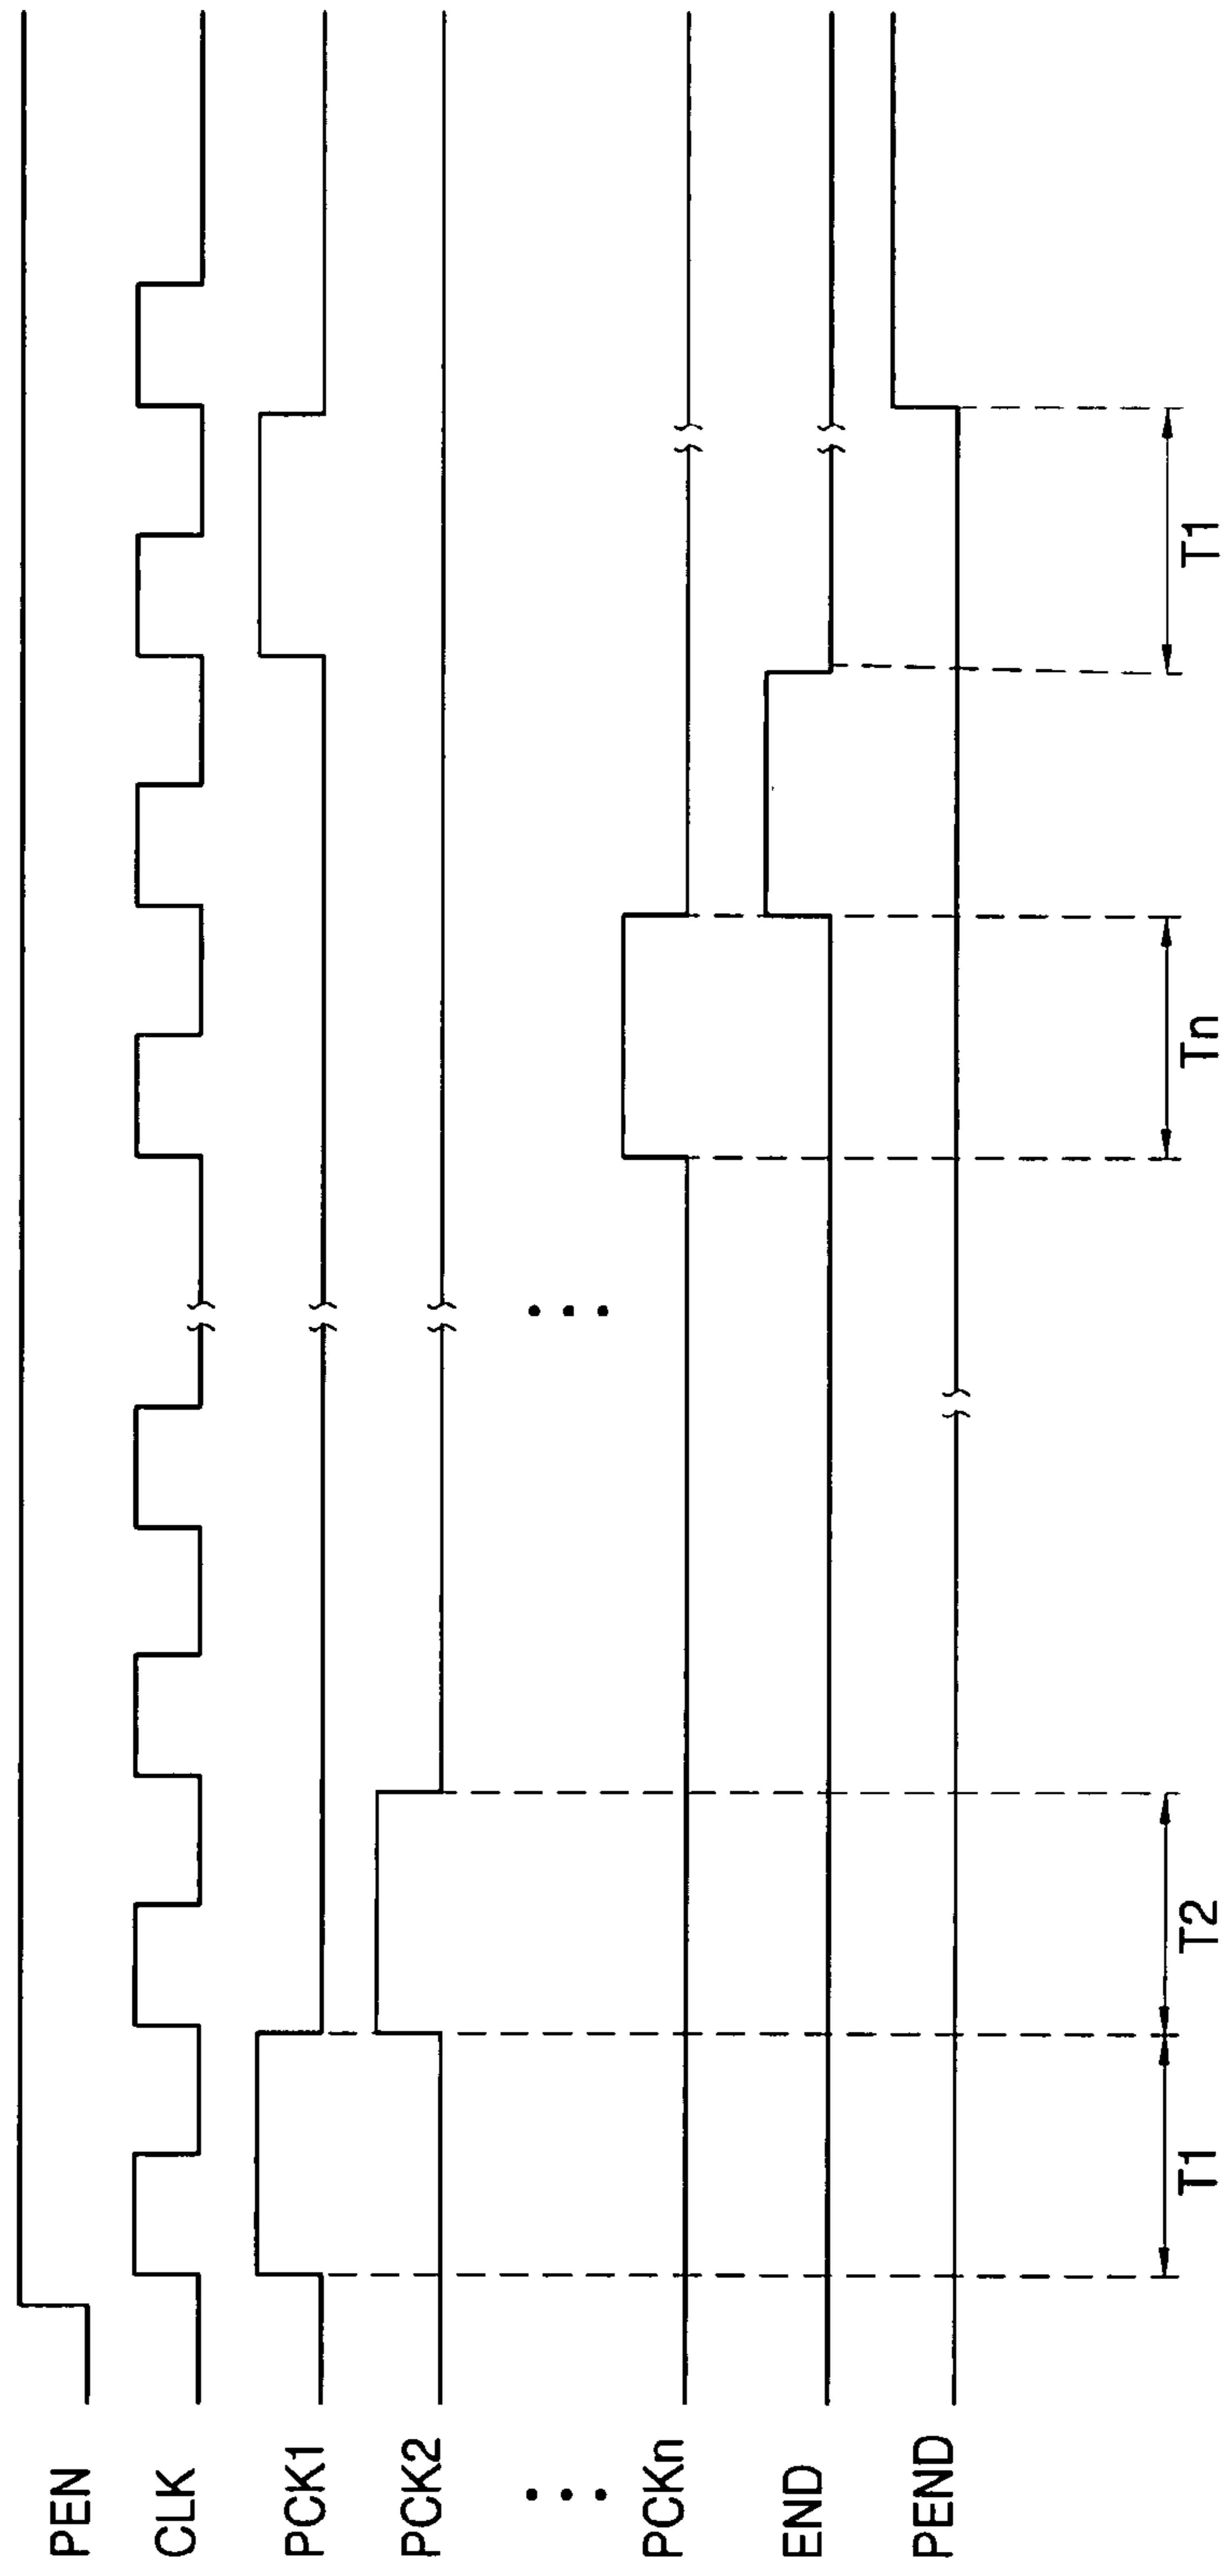 PEN
CLK
PCK1
PCK2
PCKn
END
PEND
T1
T2
Tn
T1